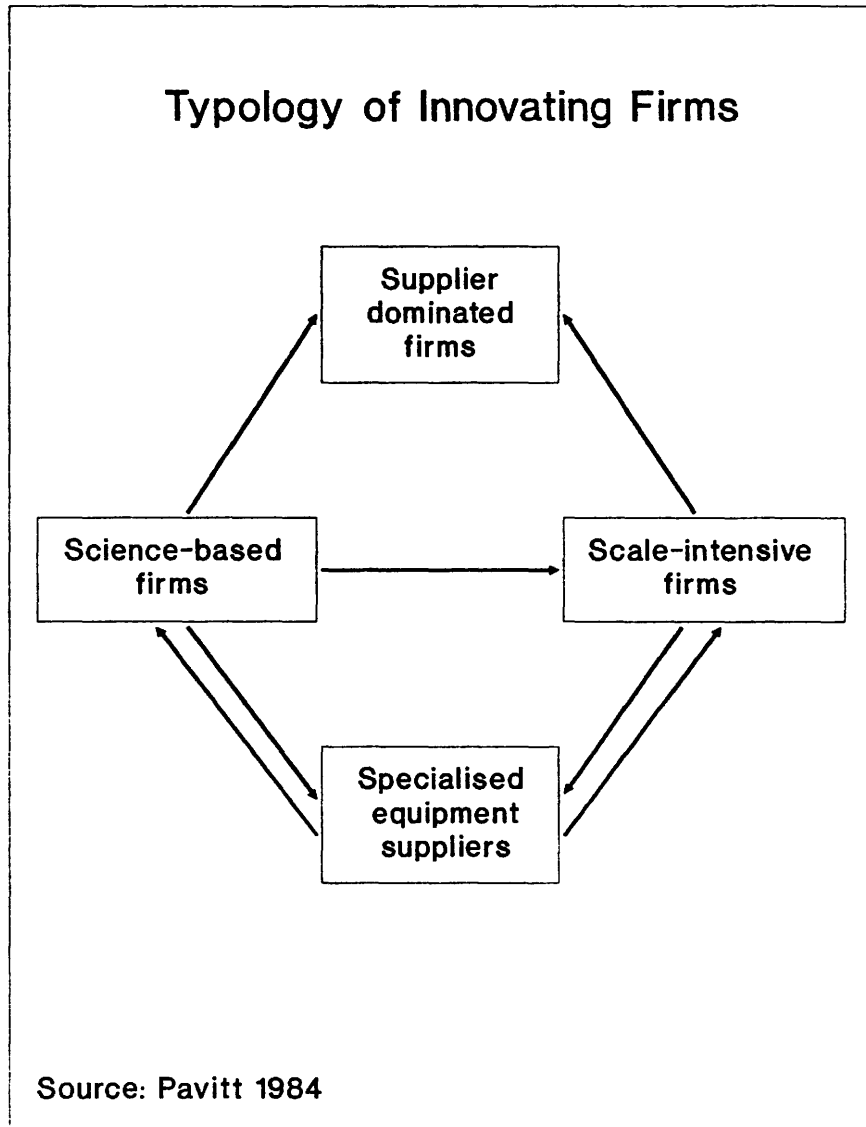 Typology of Innovating Firms
Supplier
dominated
firms
Science-based
firms
Scale-intensive
firms
Specialised
equipment
suppliers
Source: Pavitt 1984